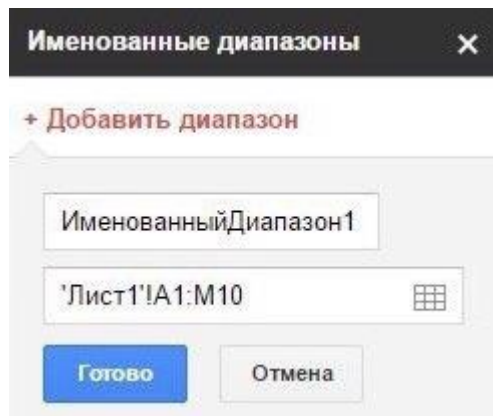 Именованные диапазоны ×
+ Добавить диапазон
ИменованныйДиапазон1
'Лист1'!A1:M10
Готово Отмена